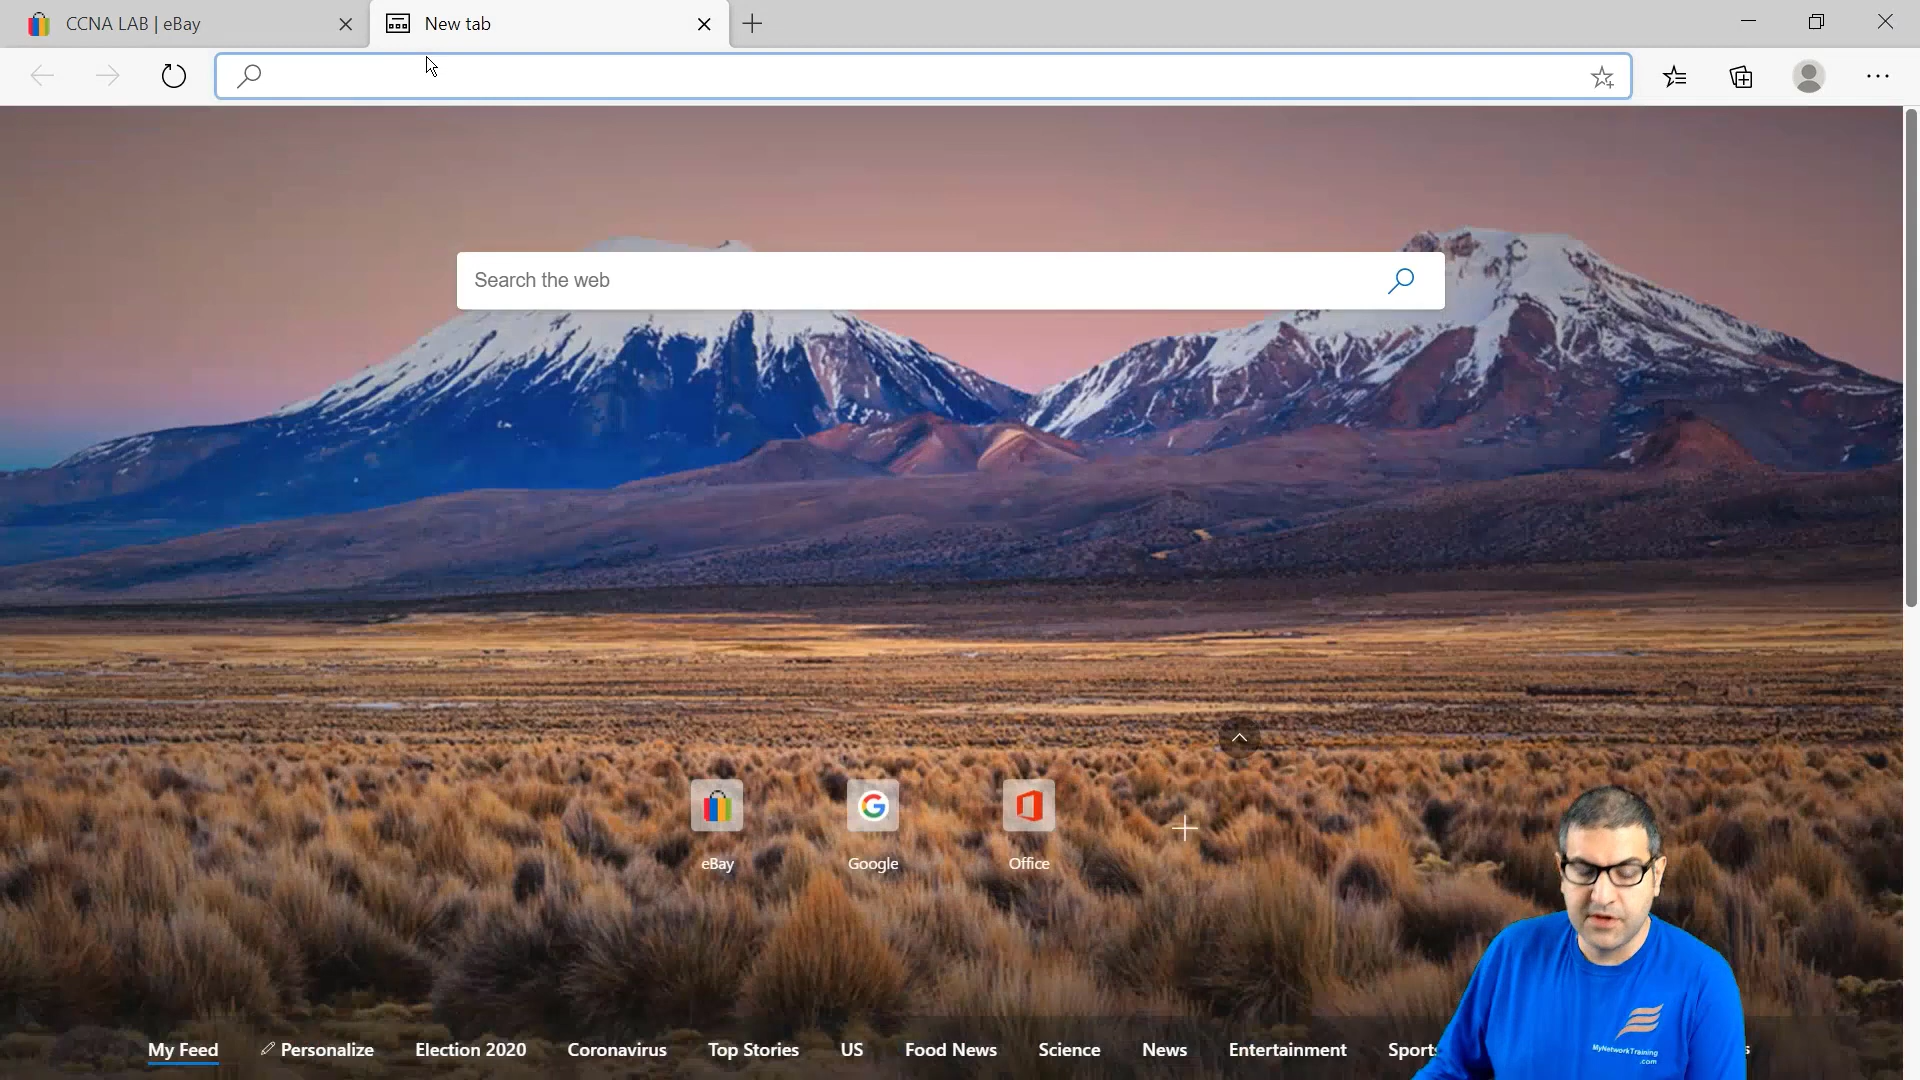 CCNA LAB | eBay
New tab
Search the web
eBay
Google
Office
My Feed
Personalize
Election 2020
Coronavirus
Top Stories
US
Food News
Science
News
Entertainment
Sports
MyNetworkTraining
.com